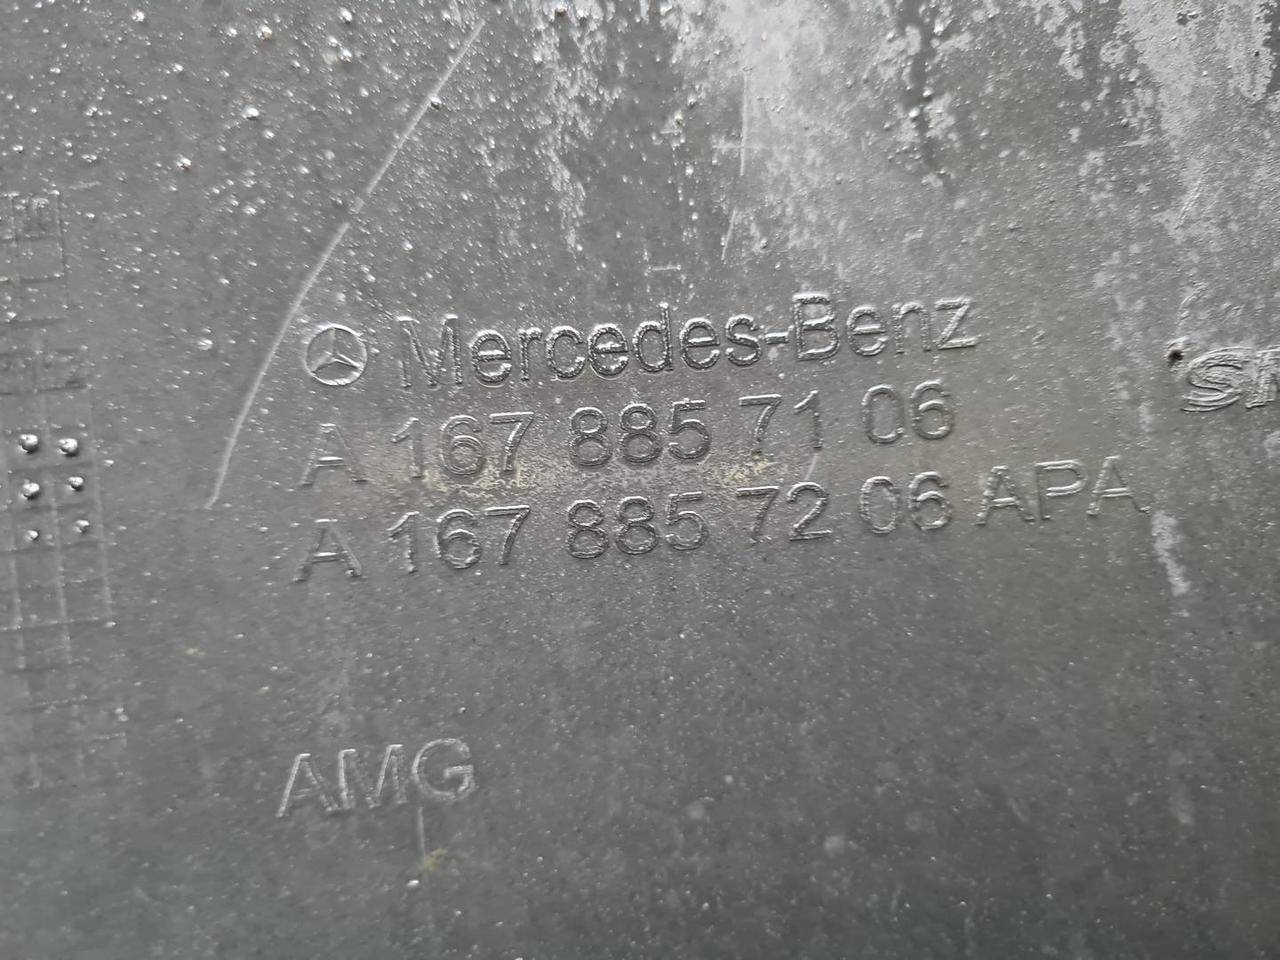 Mercedes-Benz
A 167 885 71 06
A 167 885 72 06 APA
AMG